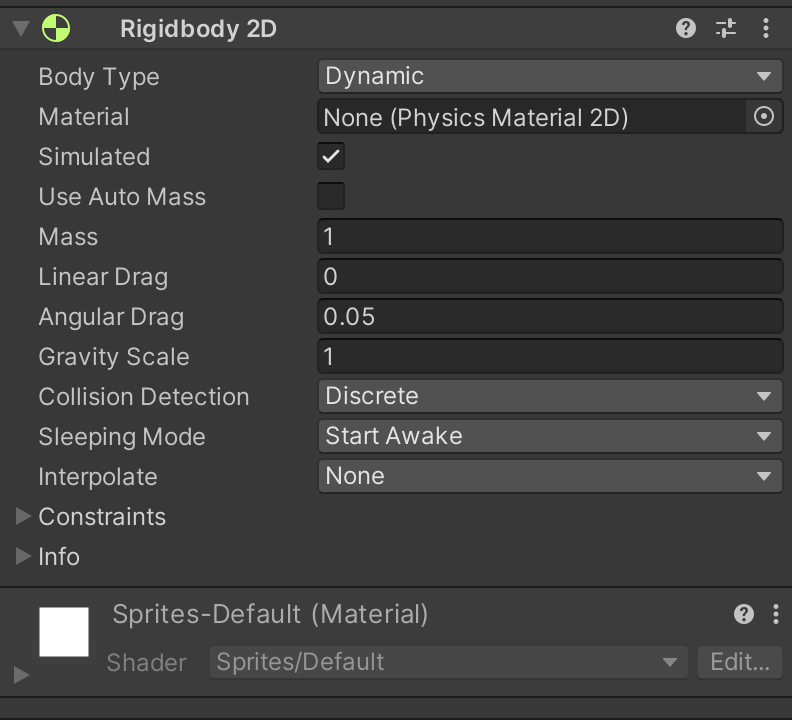 Rigidbody 2D
Body Type Dynamic
Material None (Physics Material 2D)
Simulated
Use Auto Mass
Mass 1
Linear Drag 0
Angular Drag 0.05
Gravity Scale 1
Collision Detection Discrete
Sleeping Mode Start Awake
Interpolate None
Constraints
Info
Sprites-Default (Material)
Shader Sprites/Default Edit...